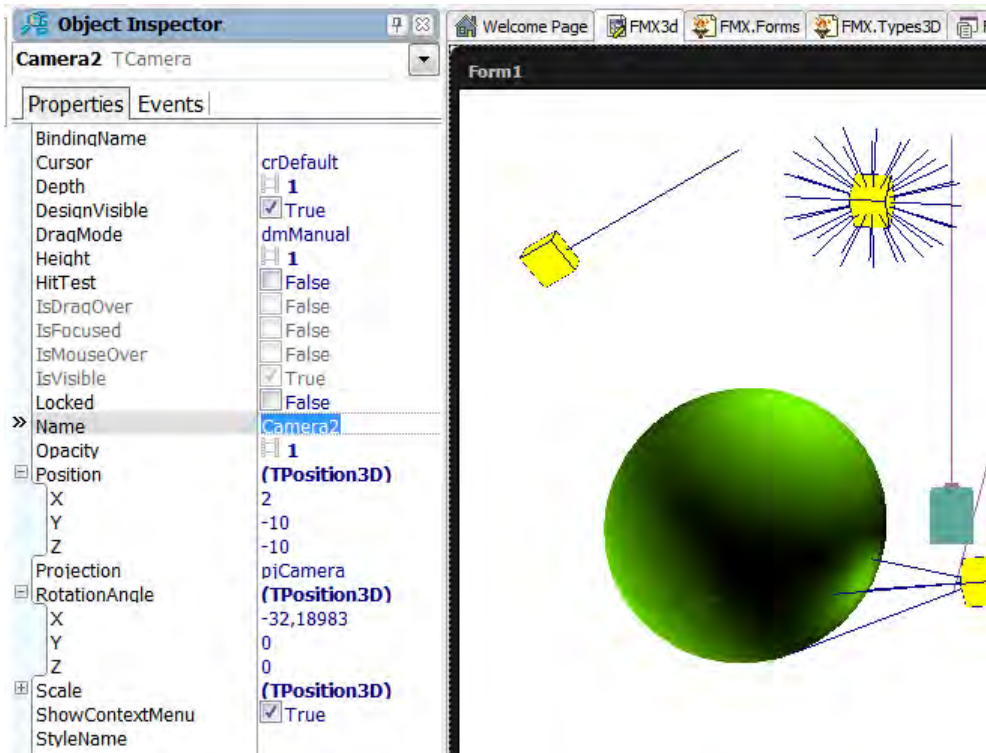 Object Inspector
Camera2 TCamera
Properties Events
BindingName
Cursor crDefault
Depth 1
DesignVisible True
DragMode dmManual
Height 1
HitTest False
IsDragOver False
IsFocused False
IsMouseOver False
IsVisible True
Locked False
Name Camera2
Opacity 1
Position (TPosition3D)
X 2
Y -10
Z -10
Projection pjCamera
RotationAngle (TPosition3D)
X -32,18983
Y 0
Z 0
Scale (TPosition3D)
ShowContextMenu True
StyleName
Welcome Page FMX3d FMX.Forms FMX.Types3D
Form1